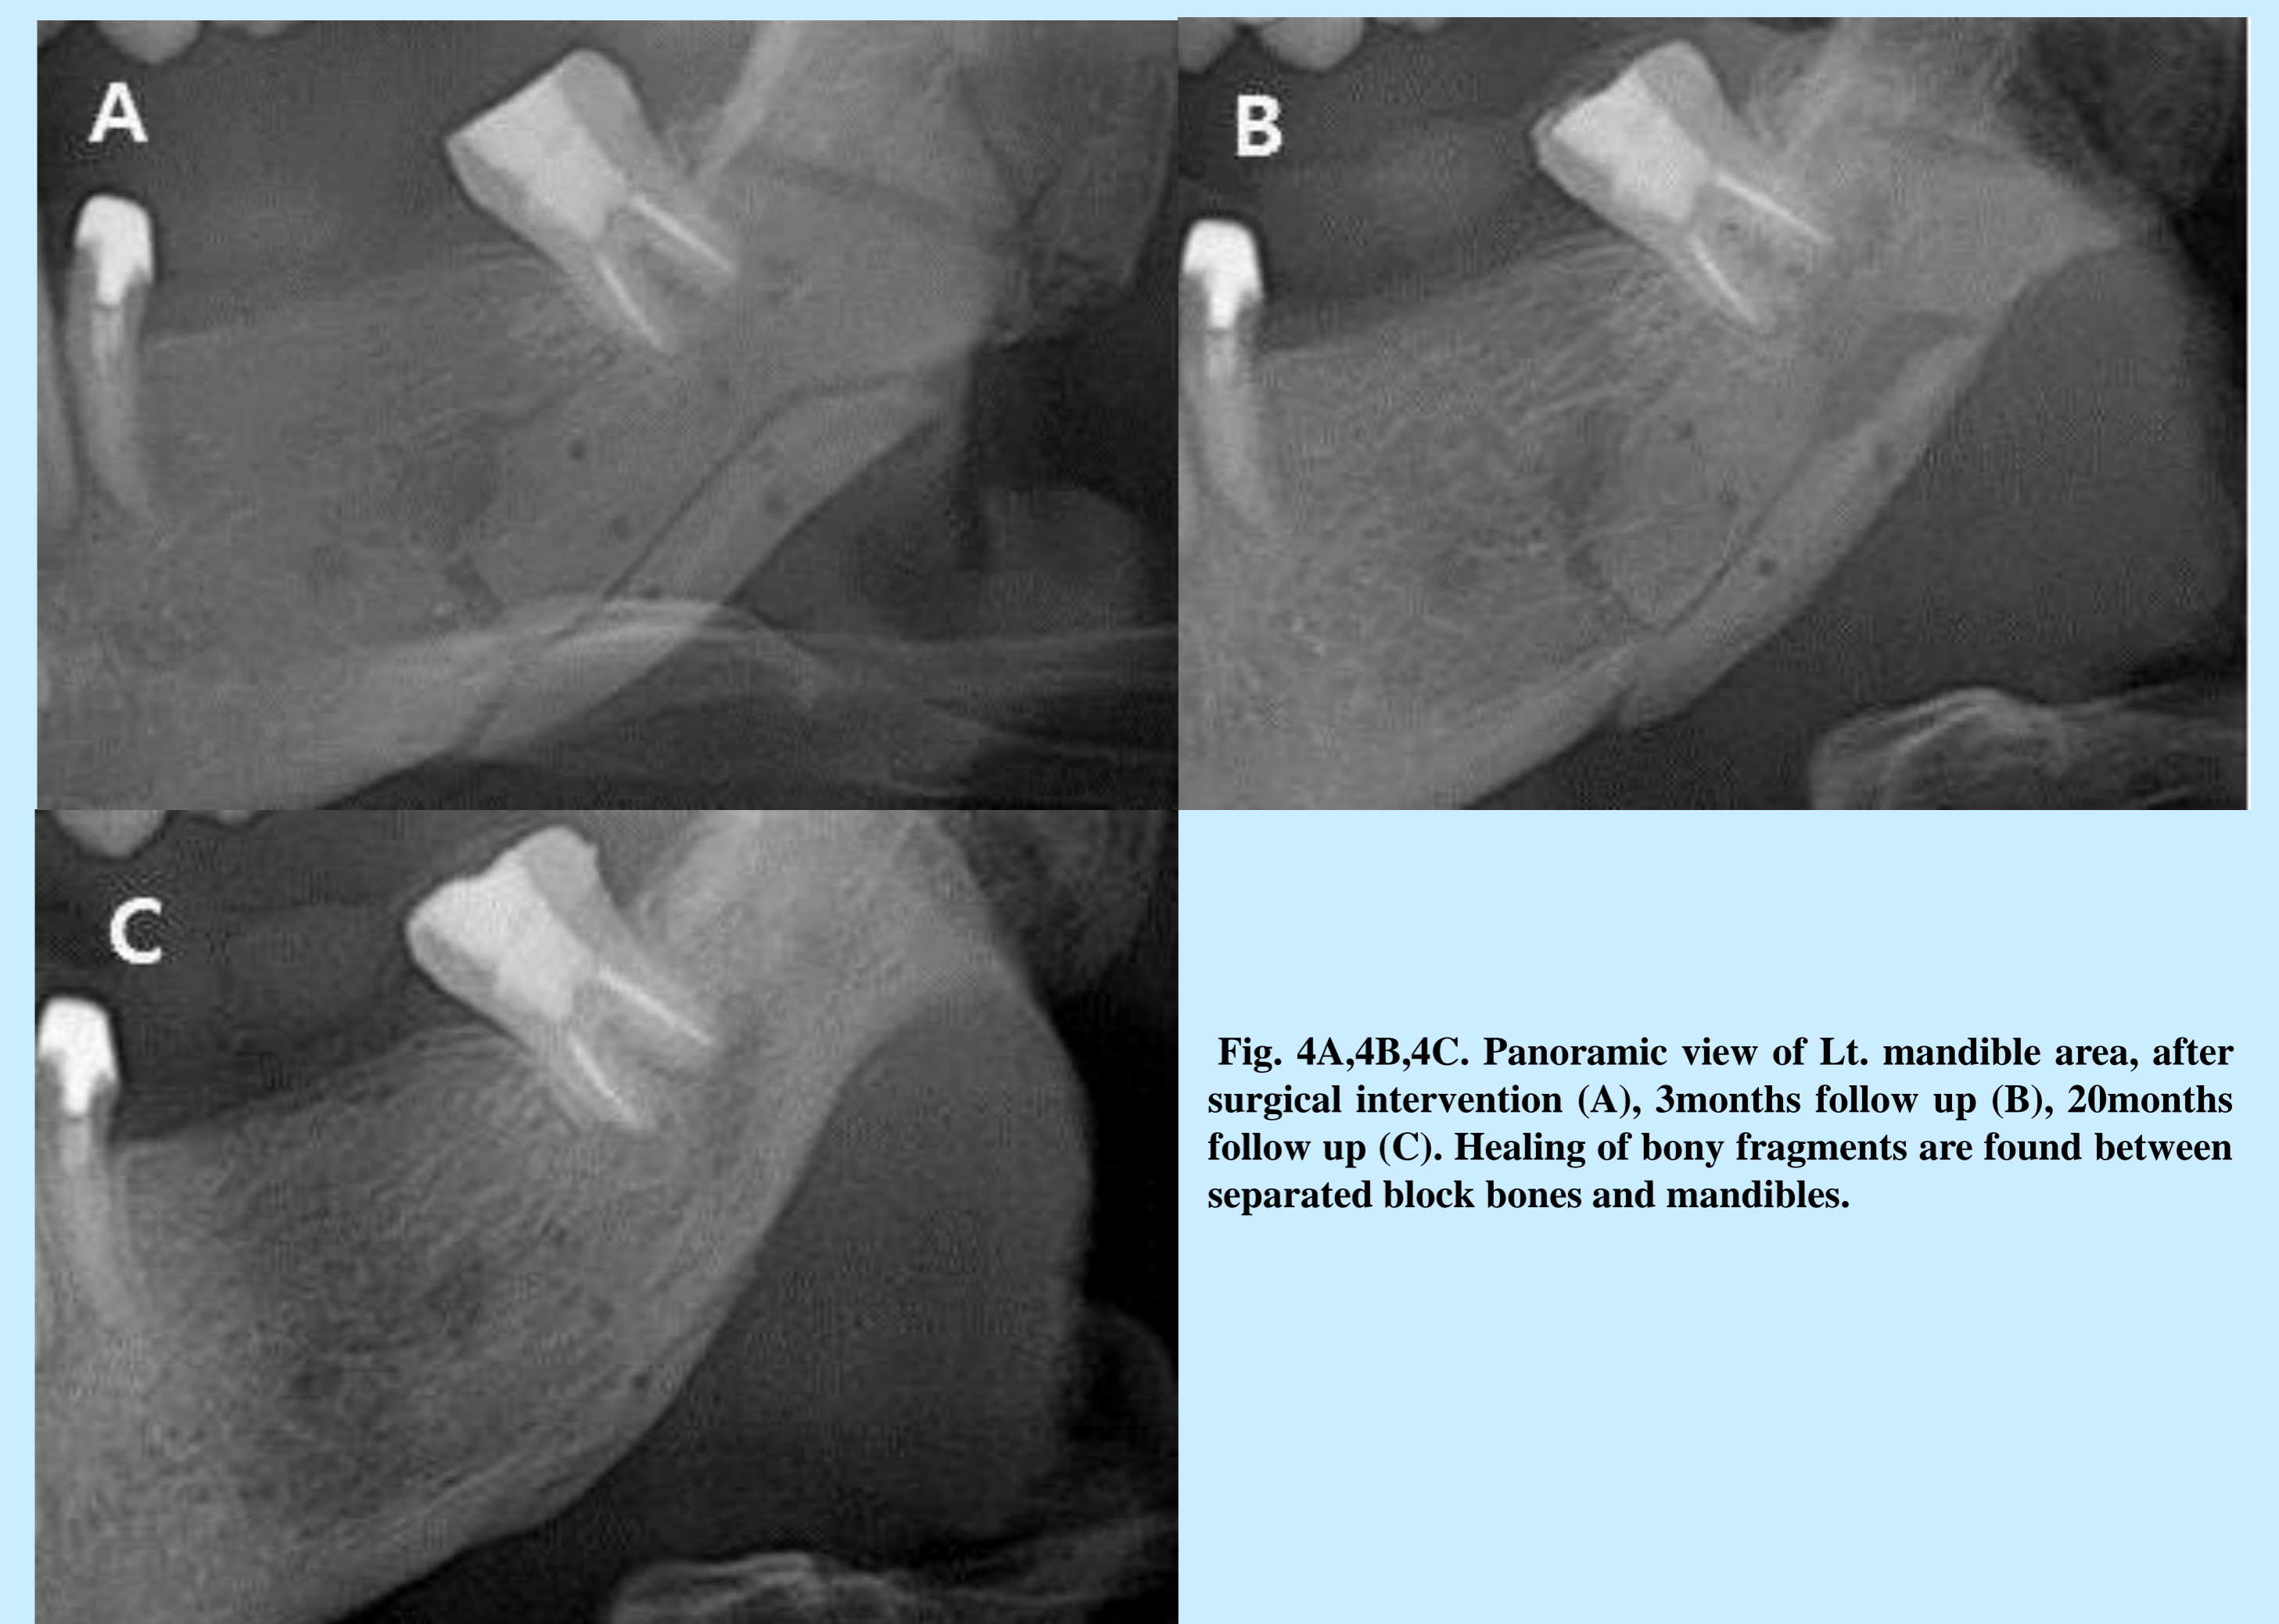 A
B
C
Fig. 4A,4B,4C. Panoramic view of Lt. mandible area, after
surgical intervention (A), 3months follow up (B), 20months
follow up (C). Healing of bony fragments are found between
separated block bones and mandibles.